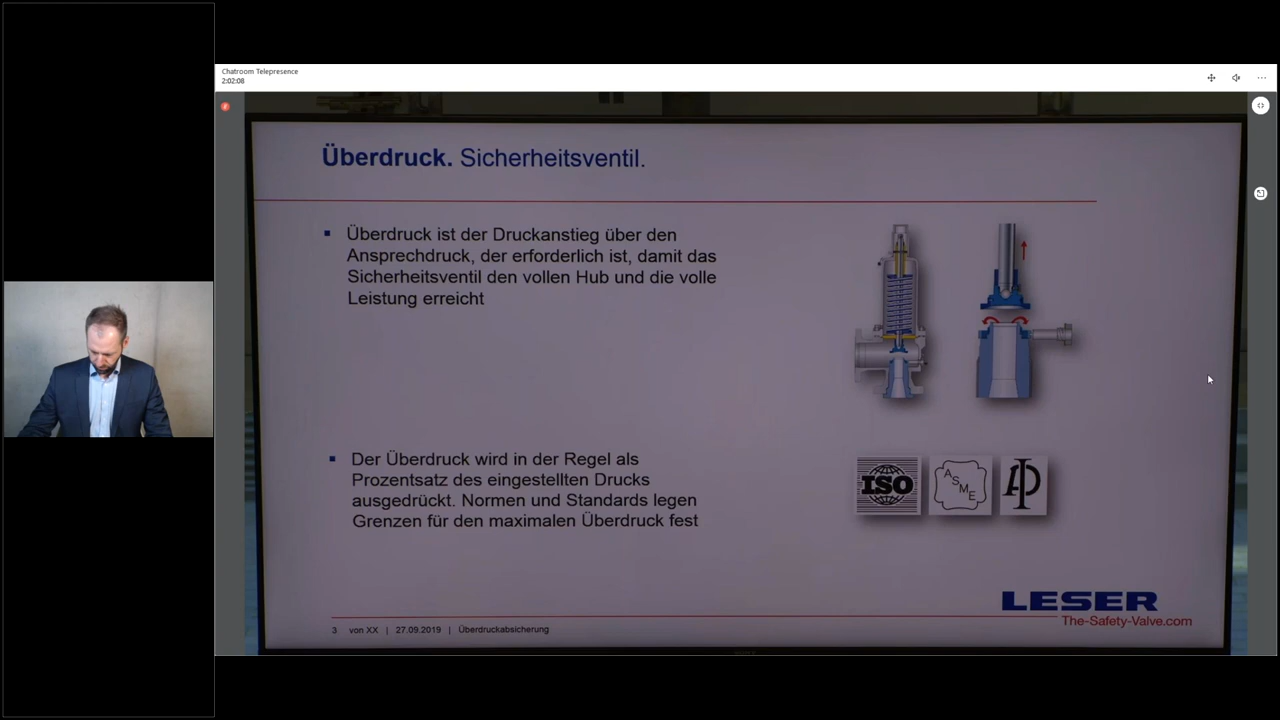 Chatroom Telepresence
2:02:08
Überdruck. Sicherheitsventil.
Überdruck ist der Druckanstieg über den
Ansprechdruck, der erforderlich ist, damit das
Sicherheitsventil den vollen Hub und die volle
Leistung erreicht
Der Überdruck wird in der Regel als
Prozentsatz des eingestellten Drucks
ausgedrückt. Normen und Standards legen
Grenzen für den maximalen Überdruck fest
ISO
ASME
API
LESER
The-Safety-Valve.com
3 von XX | 27.09.2019 | Überdruckabsicherung